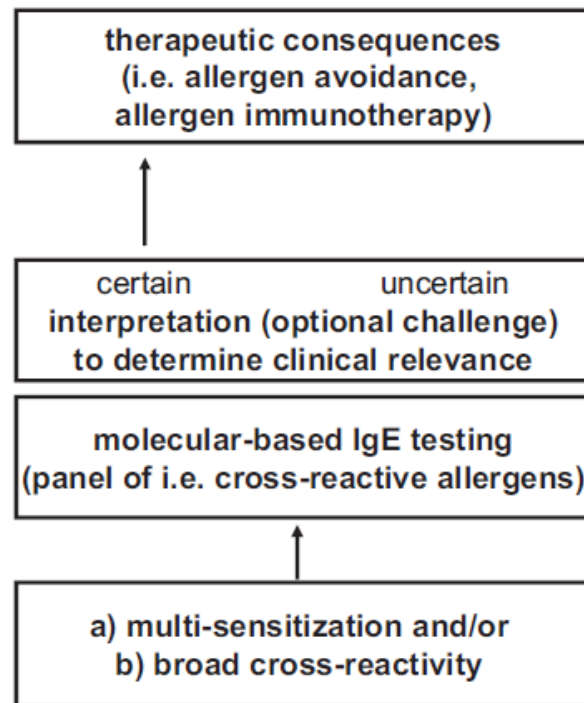 therapeutic consequences
(i.e. allergen avoidance,
allergen immunotherapy)
certain uncertain
interpretation (optional challenge)
to determine clinical relevance
molecular-based IgE testing
(panel of i.e. cross-reactive allergens)
a) multi-sensitization and/or
b) broad cross-reactivity